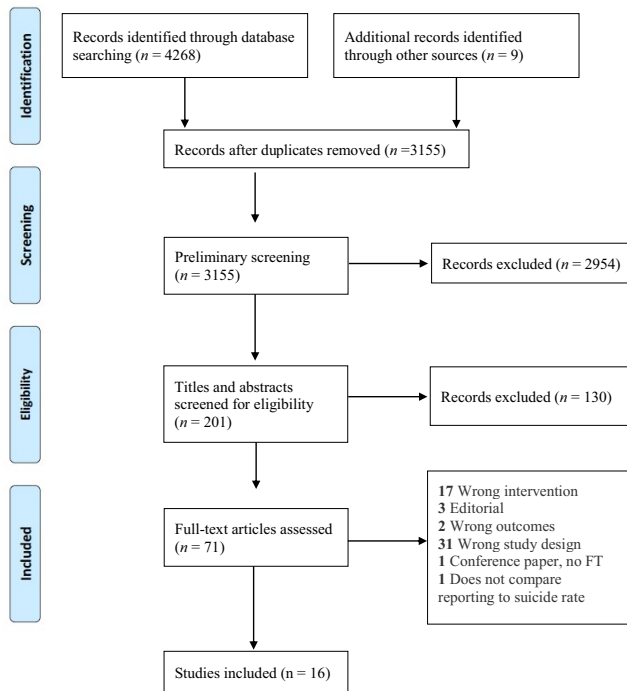 Identification
Records identified through database
searching (n = 4268)
Additional records identified
through other sources (n = 9)
Records after duplicates removed (n =3155)
Screening
Preliminary screening
(n = 3155)
Records excluded (n = 2954)
Eligibility
Titles and abstracts
screened for eligibility
(n = 201)
Records excluded (n = 130)
Included
Full-text articles assessed
(n = 71)
17 Wrong intervention
3 Editorial
2 Wrong outcomes
31 Wrong study design
1 Conference paper, no FT
1 Does not compare
reporting to suicide rate
Studies included (n = 16)